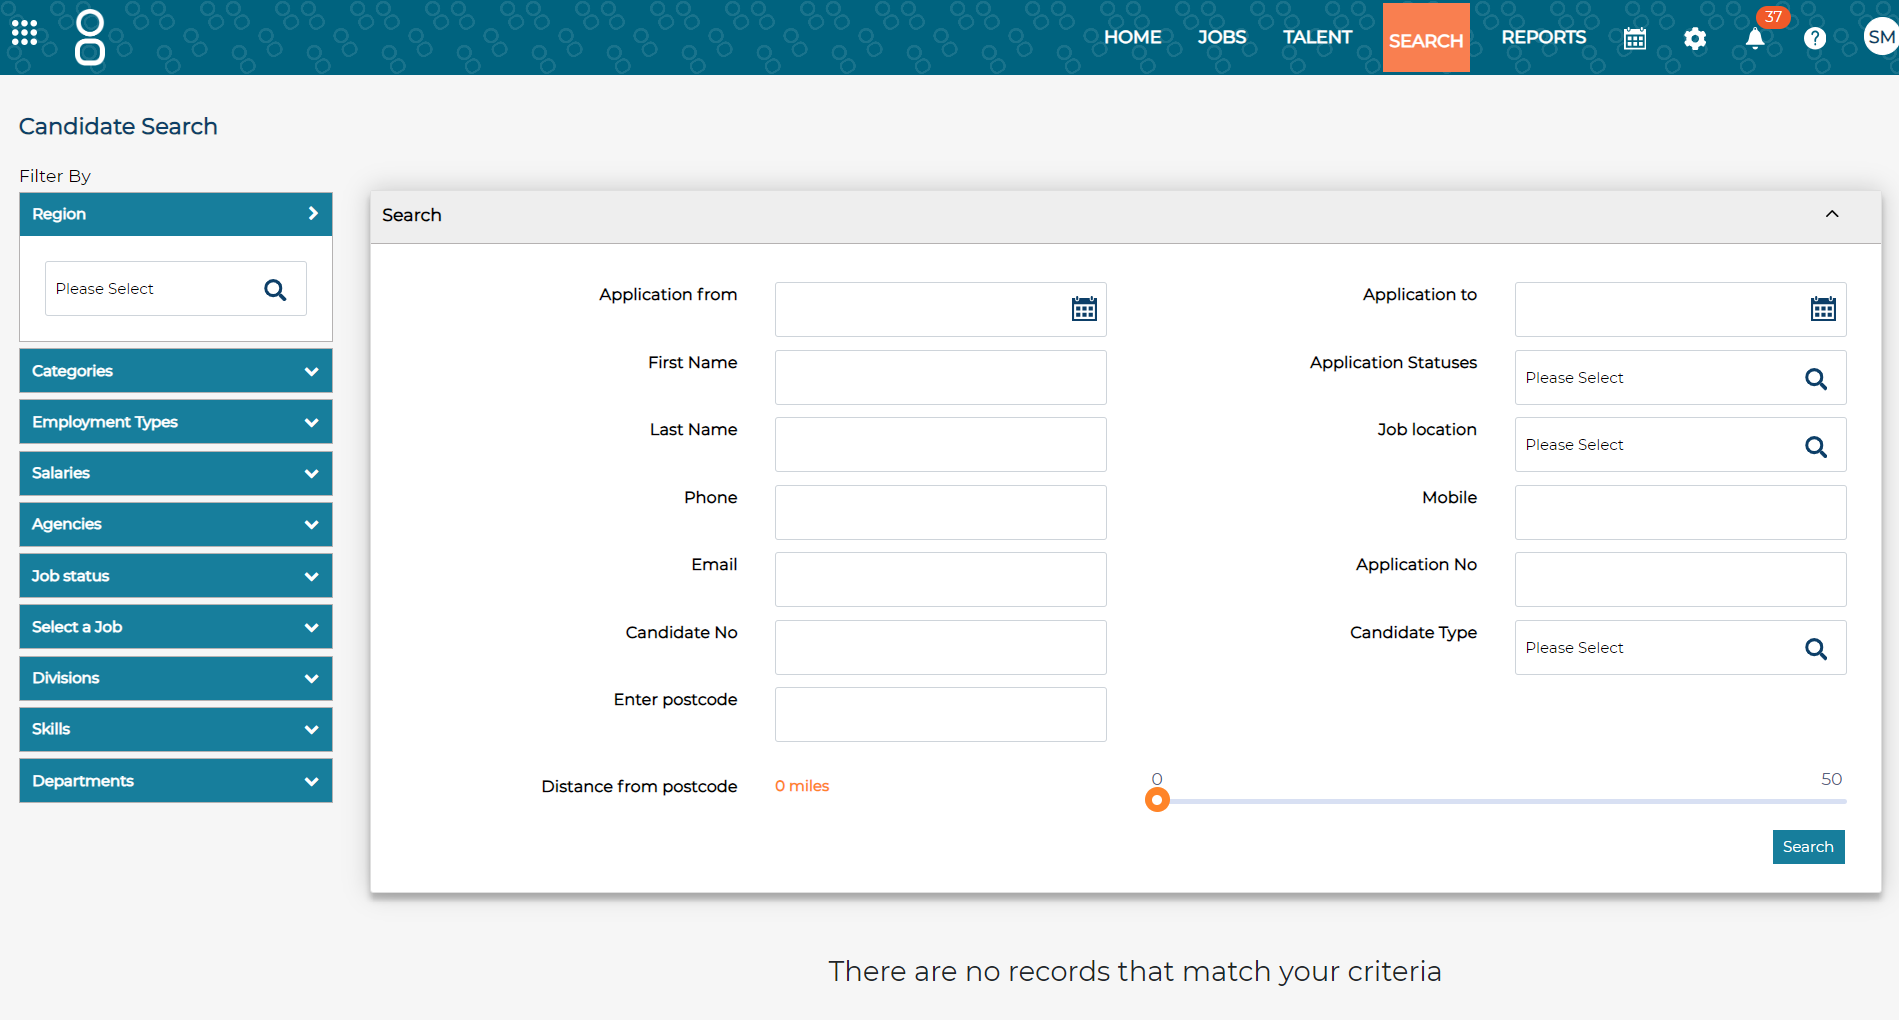 HOME JOBS TALENT SEARCH REPORTS 37 ? SM
Candidate Search
Filter By
Region
Please Select
Categories
Employment Types
Salaries
Agencies
Job status
Select a Job
Divisions
Skills
Departments
Search
Application from
Application to
First Name
Application Statuses Please Select
Last Name
Job location Please Select
Phone
Mobile
Email
Application No
Candidate No
Candidate Type Please Select
Enter postcode
Distance from postcode 0 miles 0 50
Search
There are no records that match your criteria